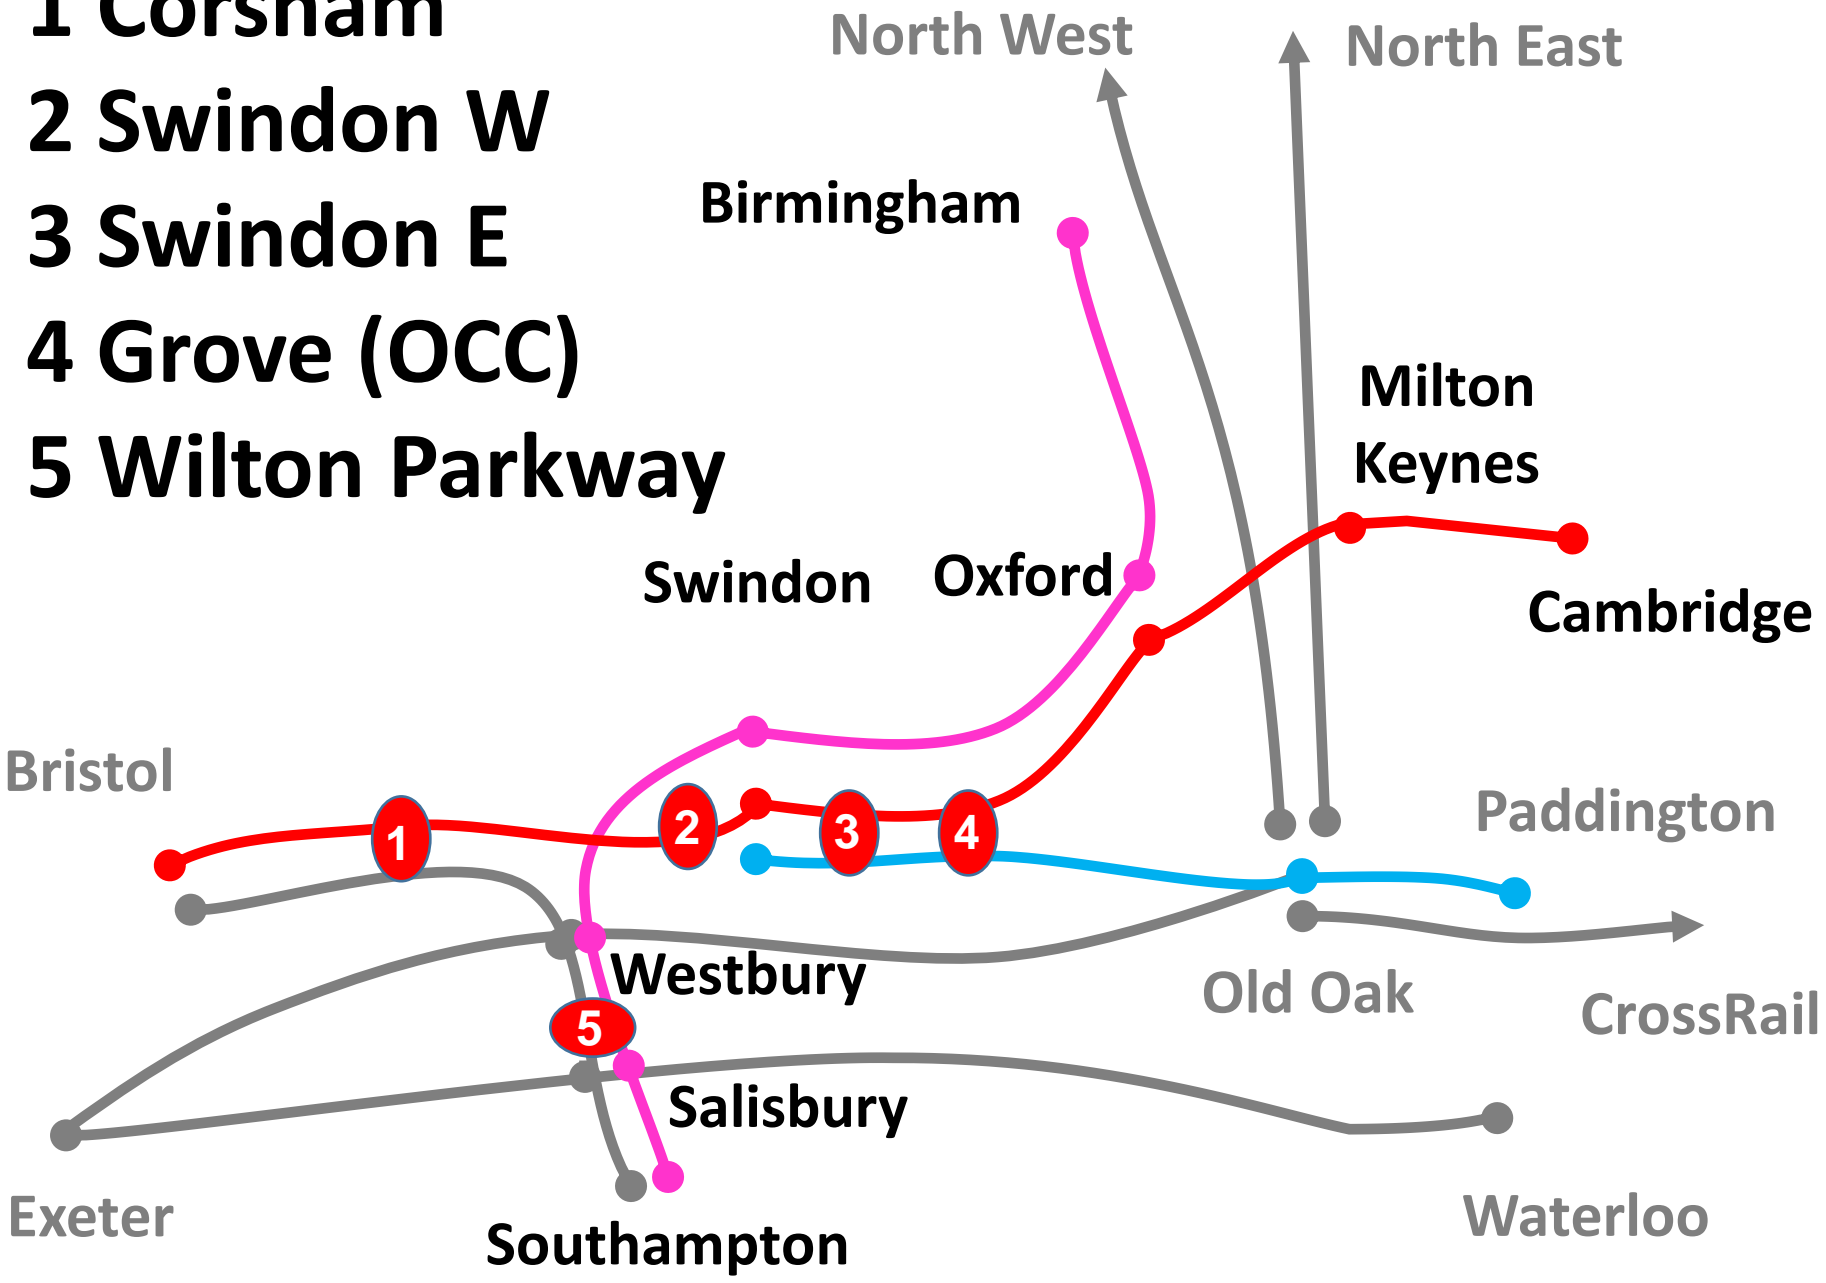 1 Corsham
2 Swindon W
3 Swindon E
4 Grove (OCC)
5 Wilton Parkway
North West
North East
Birmingham
Milton
Keynes
Swindon
Oxford
Cambridge
Bristol
Paddington
1
2
3
4
Westbury
Old Oak
CrossRail
5
Salisbury
Exeter
Waterloo
Southampton